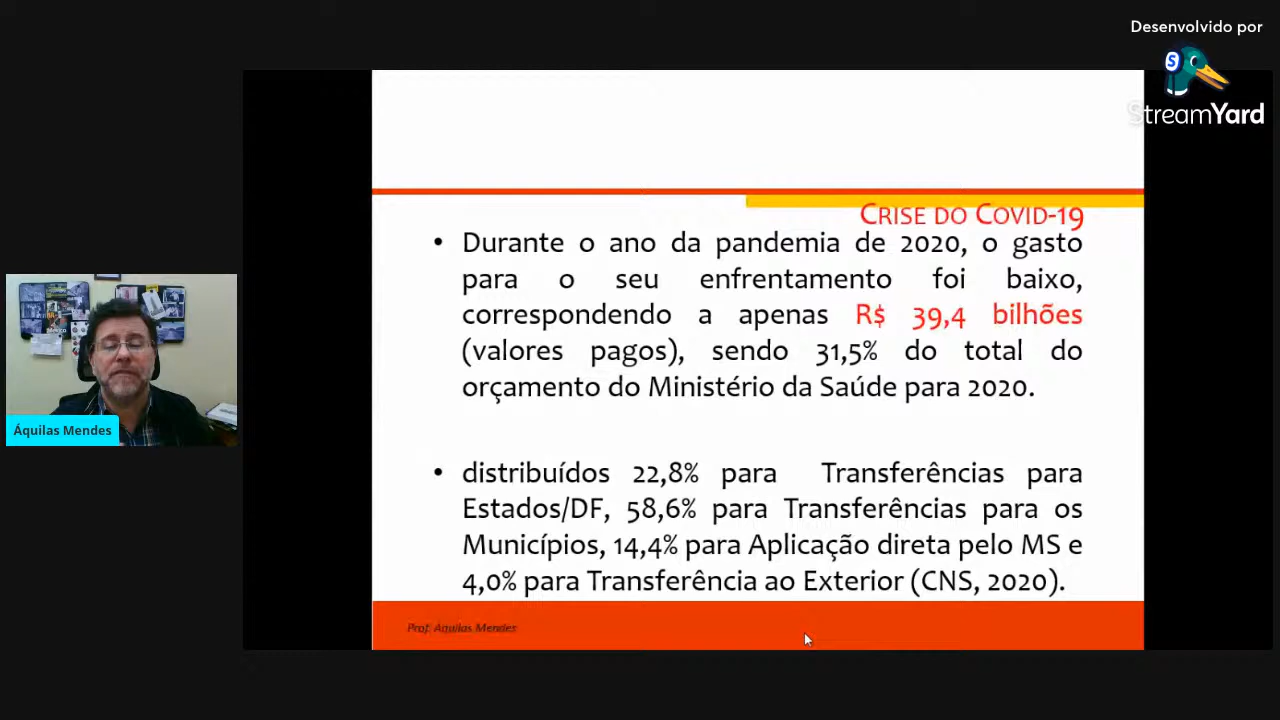 Desenvolvido por
StreamYard
CRISE DO COVID-19
• Durante o ano da pandemia de 2020, o gasto
para o seu enfrentamento foi baixo,
correspondendo a apenas R$ 39,4 bilhões
(valores pagos), sendo 31,5% do total do
orçamento do Ministério da Saúde para 2020.
• distribuídos 22,8% para Transferências para
Estados/DF, 58,6% para Transferências para os
Municípios, 14,4% para Aplicação direta pelo MS e
4,0% para Transferência ao Exterior (CNS, 2020).
Prof. Áquilas Mendes
Áquilas Mendes